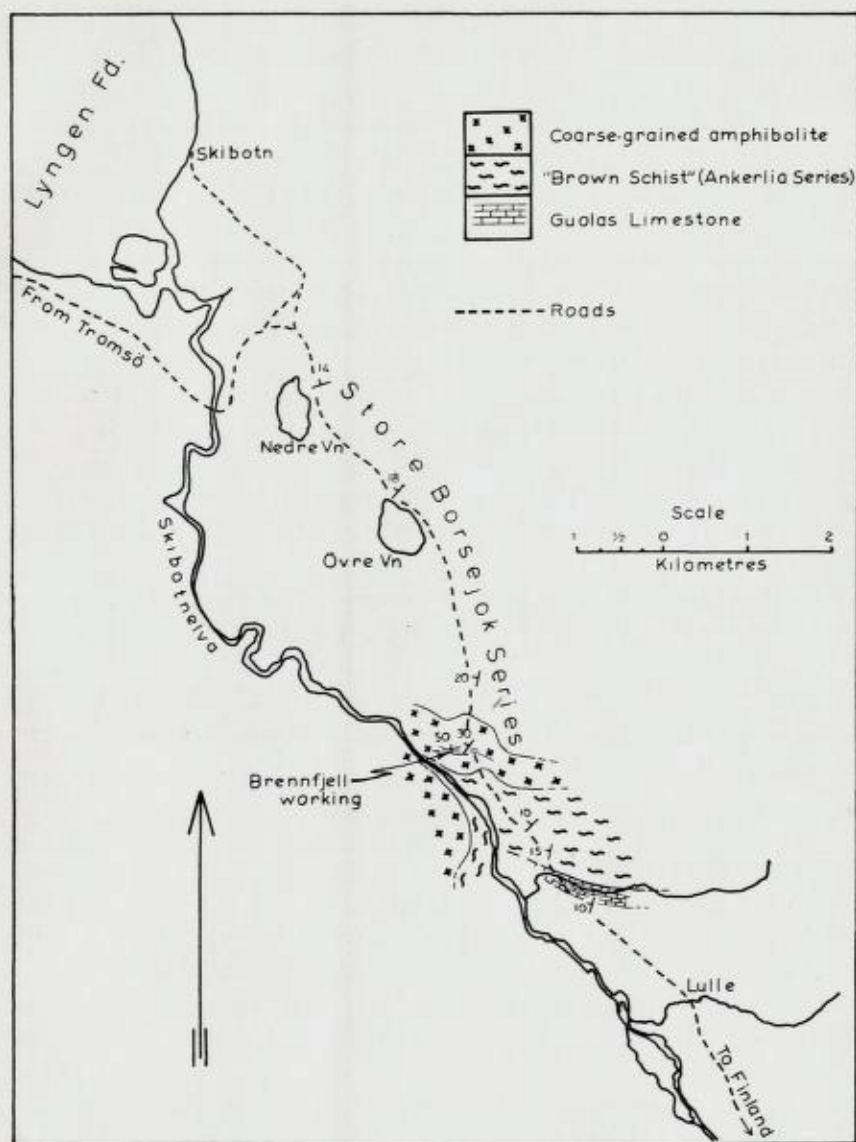 Lyngen Fd.
Skibotn
Coarse-grained amphibolite
"Brown Schist" (Ankerlia Series)
Guolas Limestone
Roads
From Tromsö
14
Store Borsejok Series
Nedre Vn
18
Övre Vn
Scale
1 ½ 0 1 2
Kilometres
Skibotnelva
20
50 30
Brennfjell
working
10
15
10
Lulle
To Finland